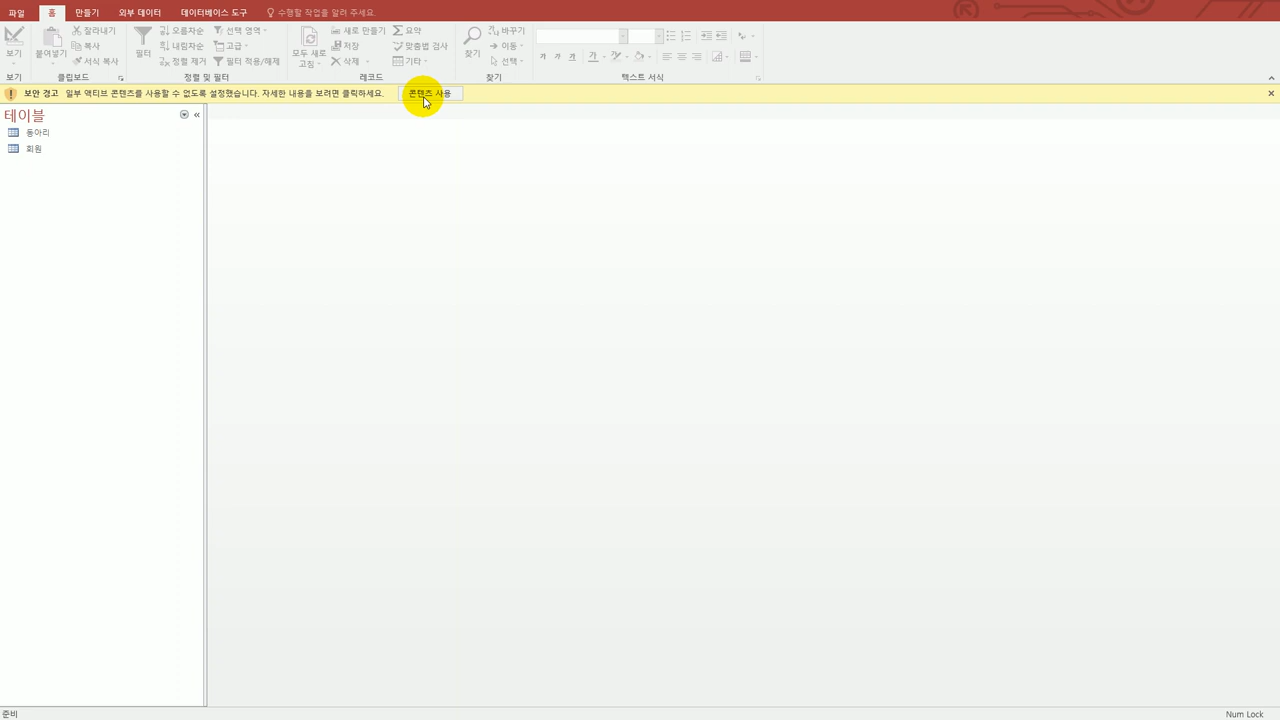 파일 홈 만들기 외부 데이터 데이터베이스 도구 수행할 작업을 알려 주세요.
보기
붙여넣기
잘라내기
복사
서식 복사
필터
오름차순
내림차순
정렬 제거
선택 영역
고급
필터 적용/해제
모두 새로
고침
새로 만들기
저장
삭제
요약
맞춤법 검사
기타
찾기
바꾸기
이동
선택
가 가 가 가
보기 클립보드 정렬 및 필터 레코드 찾기 텍스트 서식
보안 경고 일부 액티브 콘텐츠를 사용할 수 없도록 설정했습니다. 자세한 내용을 보려면 클릭하세요. 콘텐츠 사용
테이블
동아리
회원
준비 Num Lock